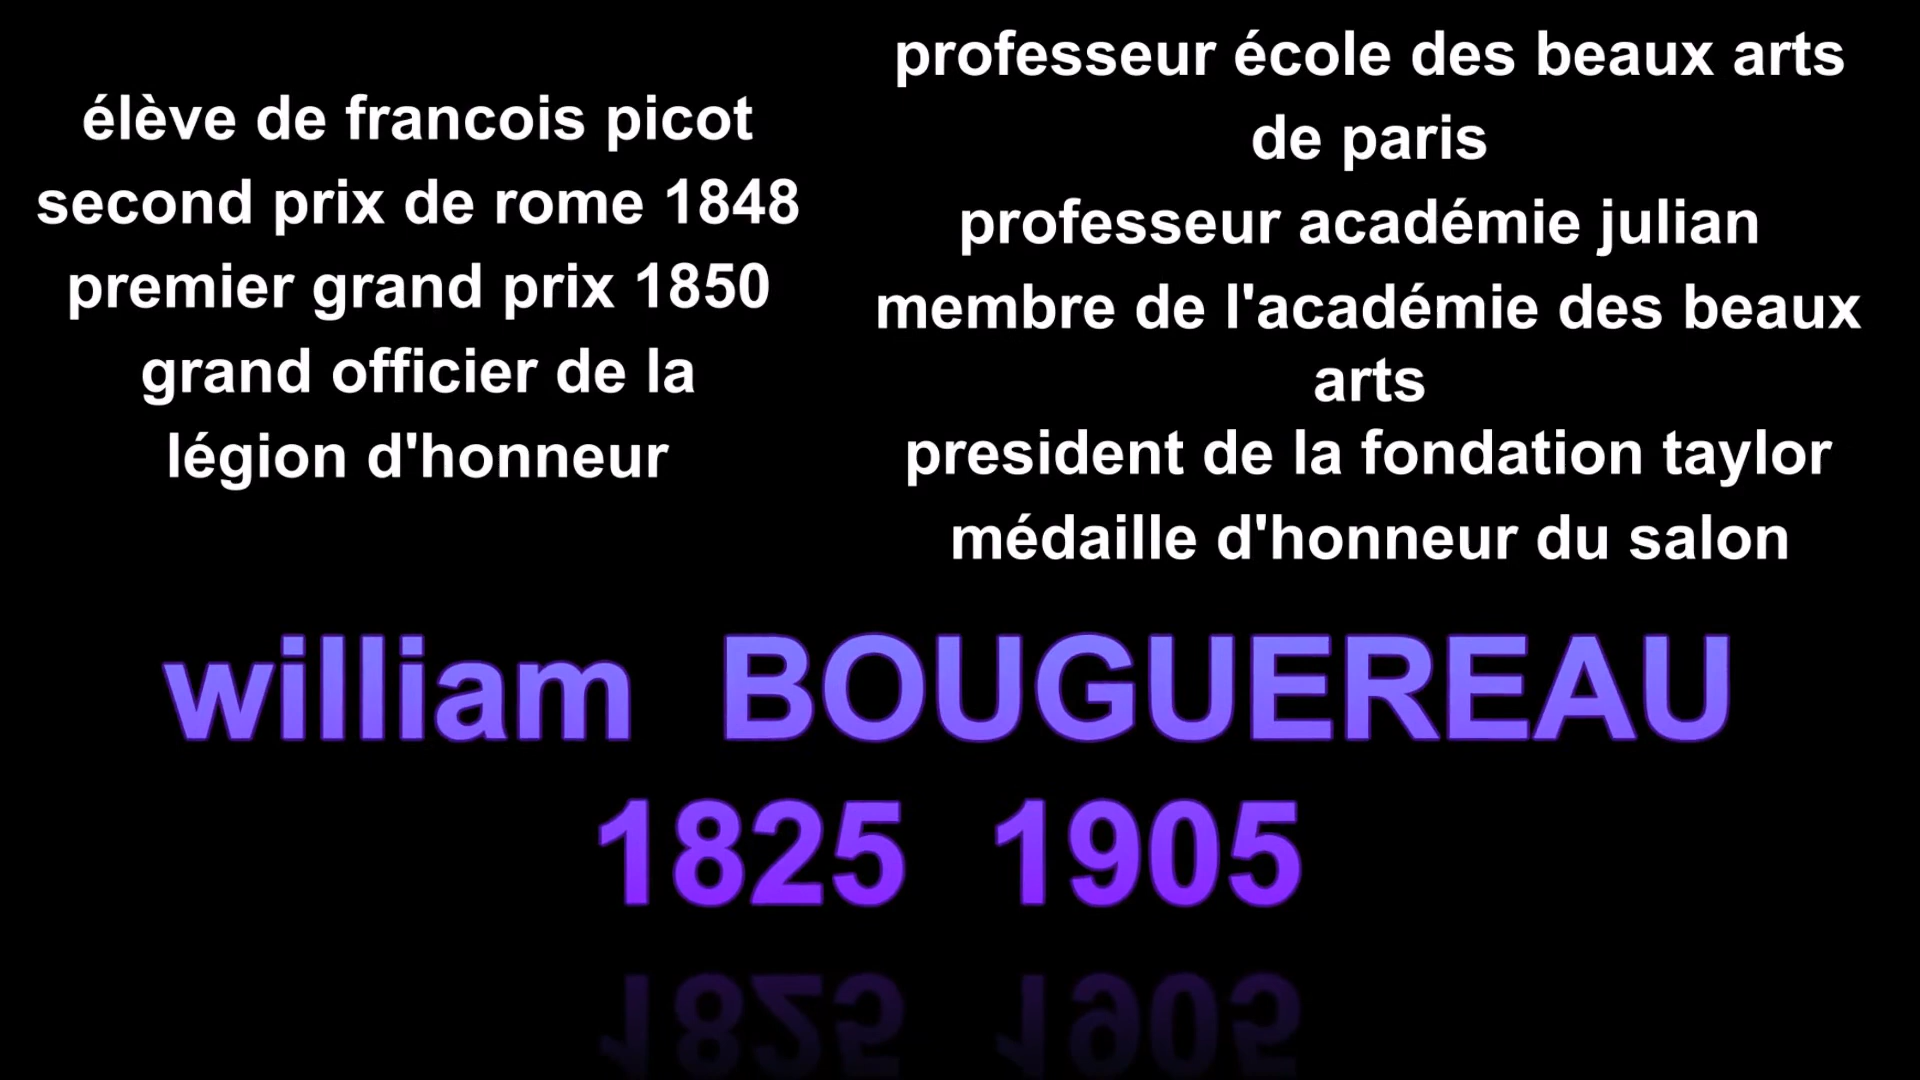 élève de francois picot
second prix de rome 1848
premier grand prix 1850
grand officier de la
légion d'honneur
professeur école des beaux arts
de paris
professeur académie julian
membre de l'académie des beaux
arts
president de la fondation taylor
médaille d'honneur du salon
william BOUGUEREAU
1825 1905